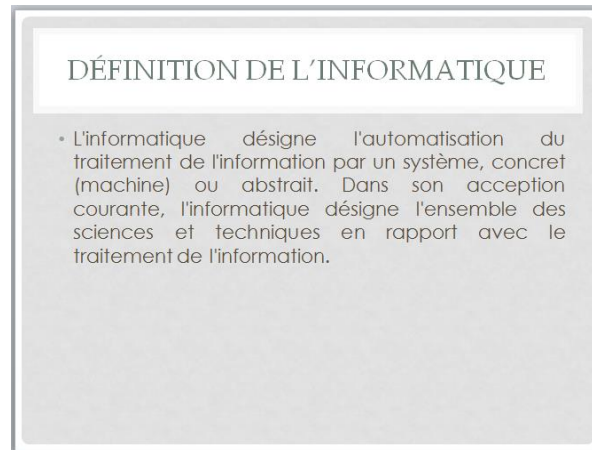 DÉFINITION DE L'INFORMATIQUE
• L'informatique désigne l'automatisation du
traitement de l'information par un système, concret
(machine) ou abstrait. Dans son acception
courante, l'informatique désigne l'ensemble des
sciences et techniques en rapport avec le
traitement de l'information.